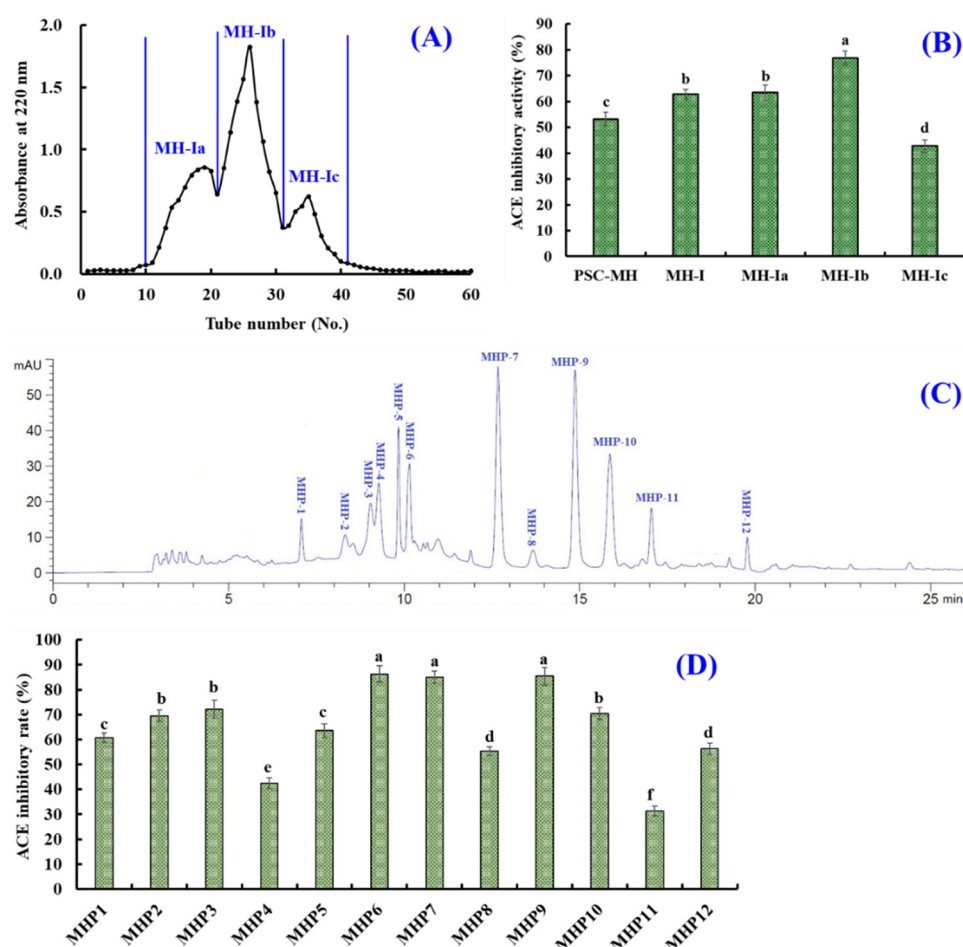 (A)
MH-Ib
MH-Ia
MH-Ic
Absorbance at 220 nm
2.0
1.5
1.0
0.5
0.0
0 10 20 30 40 50 60
Tube number (No.)
(B)
ACE inhibitory activity (%)
90
80
70
60
50
40
30
20
10
0
c b b a d
PSC-MH MH-I MH-Ia MH-Ib MH-Ic
(C)
mAU
50
40
30
20
10
0
MHP-1
MHP-2
MHP-3
MHP-4
MHP-5
MHP-6
MHP-7
MHP-8
MHP-9
MHP-10
MHP-11
MHP-12
0 5 10 15 20 25 min
(D)
ACE inhibitory rate (%)
100
90
80
70
60
50
40
30
20
10
0
c b b e c a a d a b f d
MHP1 MHP2 MHP3 MHP4 MHP5 MHP6 MHP7 MHP8 MHP9 MHP10 MHP11 MHP12